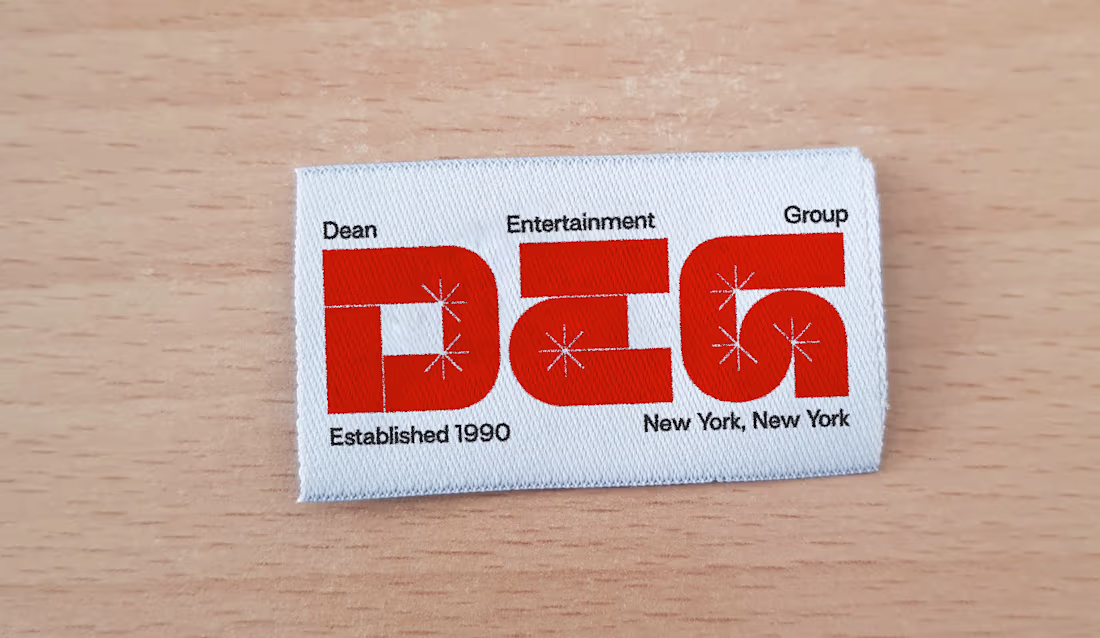 Dean Entertainment Group
DEG
Established 1990 New York, New York